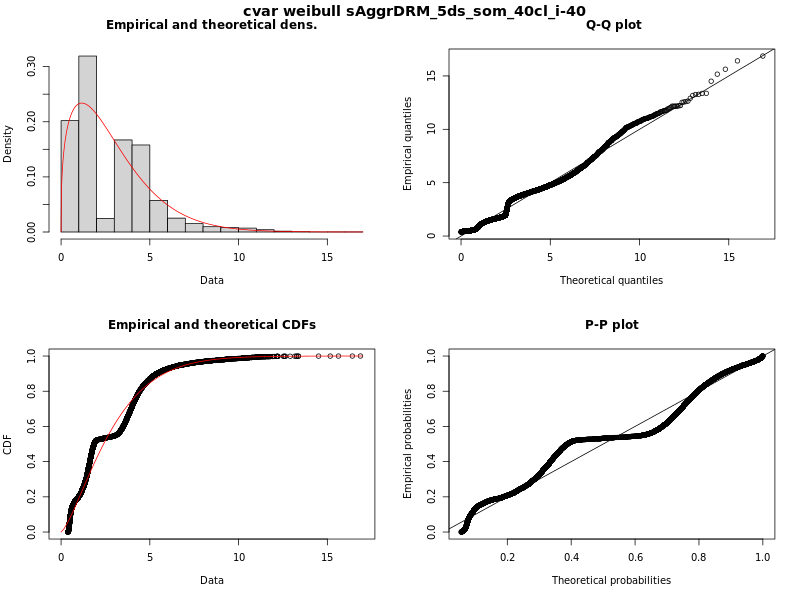 cvar weibull sAggrDRM_5ds_som_40cl_i-40
Empirical and theoretical dens.
Density
0.00 0.10 0.20 0.30
0 5 10 15
Data
Q-Q plot
Empirical quantiles
0 5 10 15
0 5 10 15
Theoretical quantiles
Empirical and theoretical CDFs
CDF
0.0 0.2 0.4 0.6 0.8 1.0
0 5 10 15
Data
P-P plot
Empirical probabilities
0.0 0.2 0.4 0.6 0.8 1.0
0.2 0.4 0.6 0.8 1.0
Theoretical probabilities